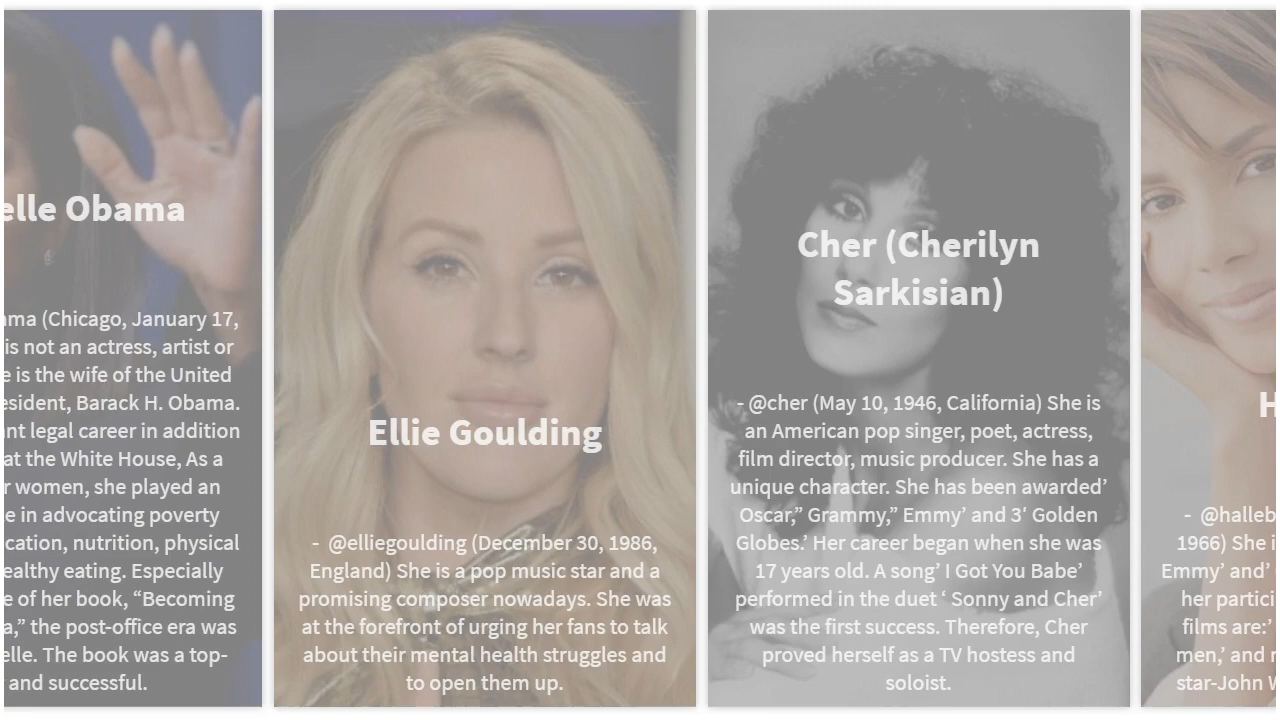 elle Obama
ma (Chicago, January 17,
is not an actress, artist or
e is the wife of the United
esident, Barack H. Obama.
nt legal career in addition
at the White House, As a
r women, she played an
e in advocating poverty
cation, nutrition, physical
ealthy eating. Especially
e of her book, “Becoming
a,” the post-office era was
elle. The book was a top-
and successful.
Ellie Goulding
- @elliegoulding (December 30, 1986,
England) She is a pop music star and a
promising composer nowadays. She was
at the forefront of urging her fans to talk
about their mental health struggles and
to open them up.
Cher (Cherilyn
Sarkisian)
- @cher (May 10, 1946, California) She is
an American pop singer, poet, actress,
film director, music producer. She has a
unique character. She has been awarded’
Oscar,” Grammy,” Emmy’ and 3′ Golden
Globes.’ Her career began when she was
17 years old. A song’ I Got You Babe’
performed in the duet ‘ Sonny and Cher’
was the first success. Therefore, Cher
proved herself as a TV hostess and
soloist.
H
- @halleb
1966) She i
Emmy’ and’
her partici
films are:’
men,’ and r
star-John W